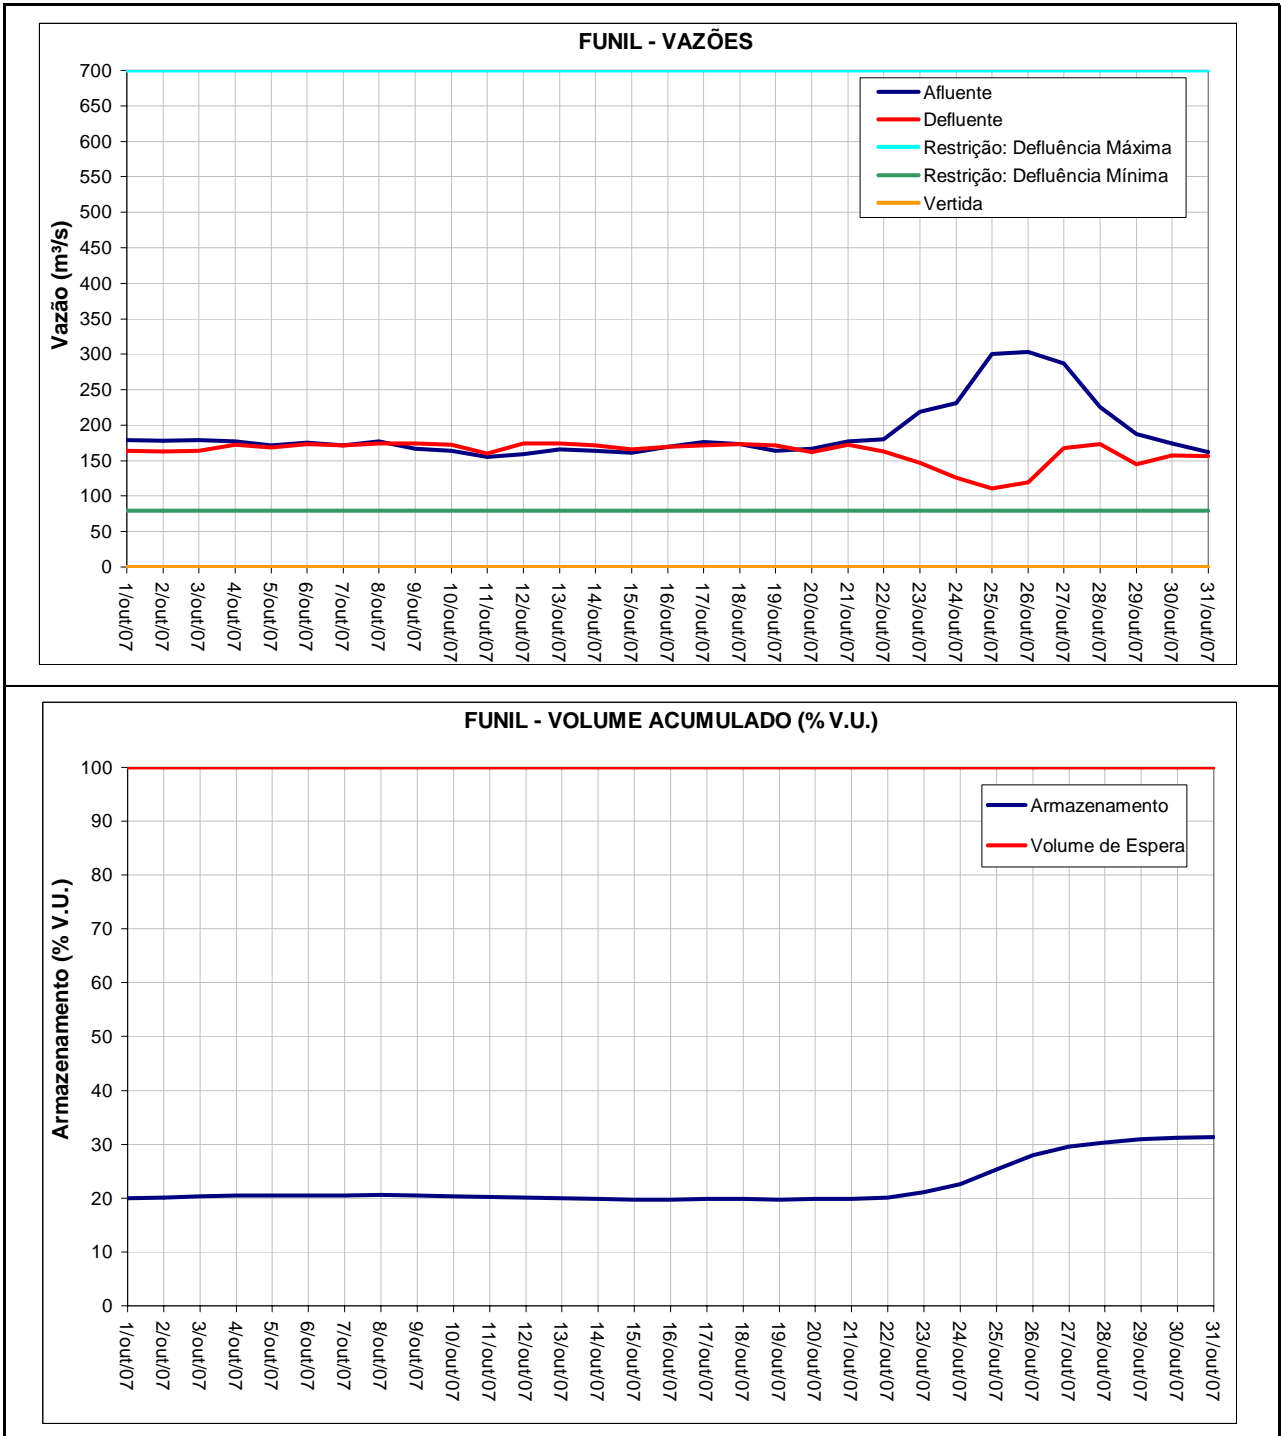 FUNIL - VAZÕES
Vazão (m³/s)
700
650
600
550
500
450
400
350
300
250
200
150
100
50
0
Afluente
Defluente
Restrição: Defluência Máxima
Restrição: Defluência Mínima
Vertida
1/out/07
2/out/07
3/out/07
4/out/07
5/out/07
6/out/07
7/out/07
8/out/07
9/out/07
10/out/07
11/out/07
12/out/07
13/out/07
14/out/07
15/out/07
16/out/07
17/out/07
18/out/07
19/out/07
20/out/07
21/out/07
22/out/07
23/out/07
24/out/07
25/out/07
26/out/07
27/out/07
28/out/07
29/out/07
30/out/07
31/out/07
FUNIL - VOLUME ACUMULADO (% V.U.)
Armazenamento (% V.U.)
100
90
80
70
60
50
40
30
20
10
0
Armazenamento
Volume de Espera
1/out/07
2/out/07
3/out/07
4/out/07
5/out/07
6/out/07
7/out/07
8/out/07
9/out/07
10/out/07
11/out/07
12/out/07
13/out/07
14/out/07
15/out/07
16/out/07
17/out/07
18/out/07
19/out/07
20/out/07
21/out/07
22/out/07
23/out/07
24/out/07
25/out/07
26/out/07
27/out/07
28/out/07
29/out/07
30/out/07
31/out/07